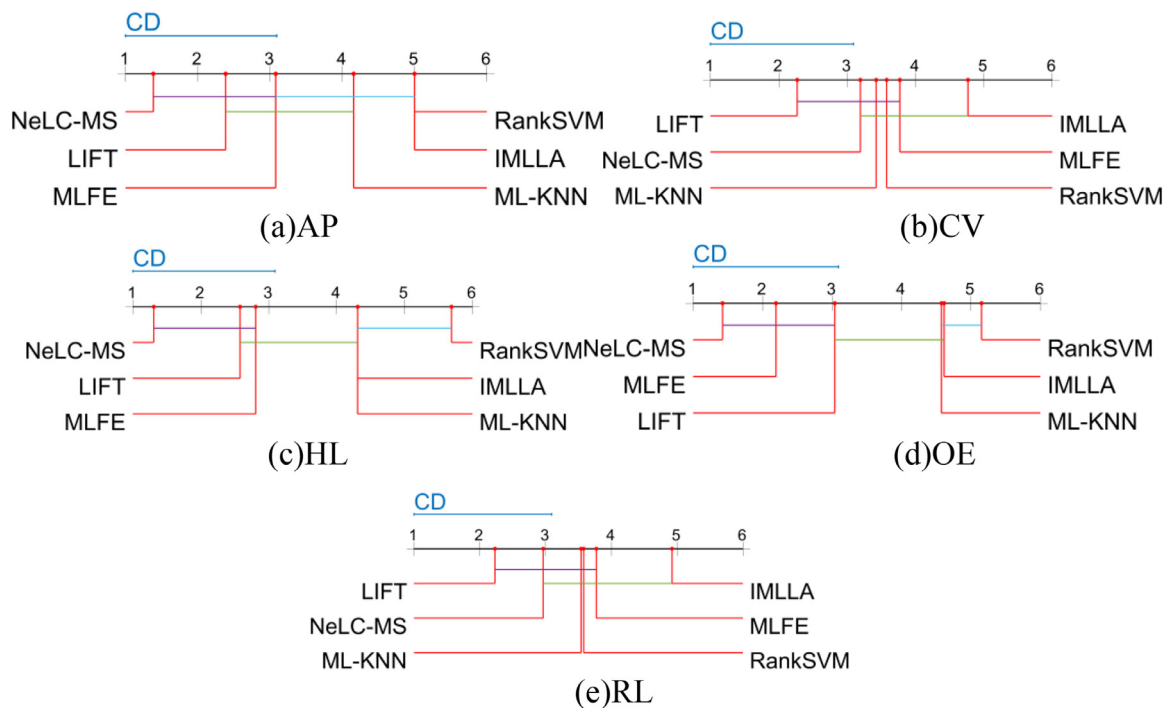 CD
1 2 3 4 5 6
NeLC-MS RankSVM
LIFT IMLLA
MLFE ML-KNN
(a)AP
CD
1 2 3 4 5 6
LIFT IMLLA
NeLC-MS MLFE
ML-KNN RankSVM
(b)CV
CD
1 2 3 4 5 6
NeLC-MS RankSVM
LIFT IMLLA
MLFE ML-KNN
(c)HL
CD
1 2 3 4 5 6
NeLC-MS RankSVM
MLFE IMLLA
LIFT ML-KNN
(d)OE
CD
1 2 3 4 5 6
LIFT IMLLA
NeLC-MS MLFE
ML-KNN RankSVM
(e)RL